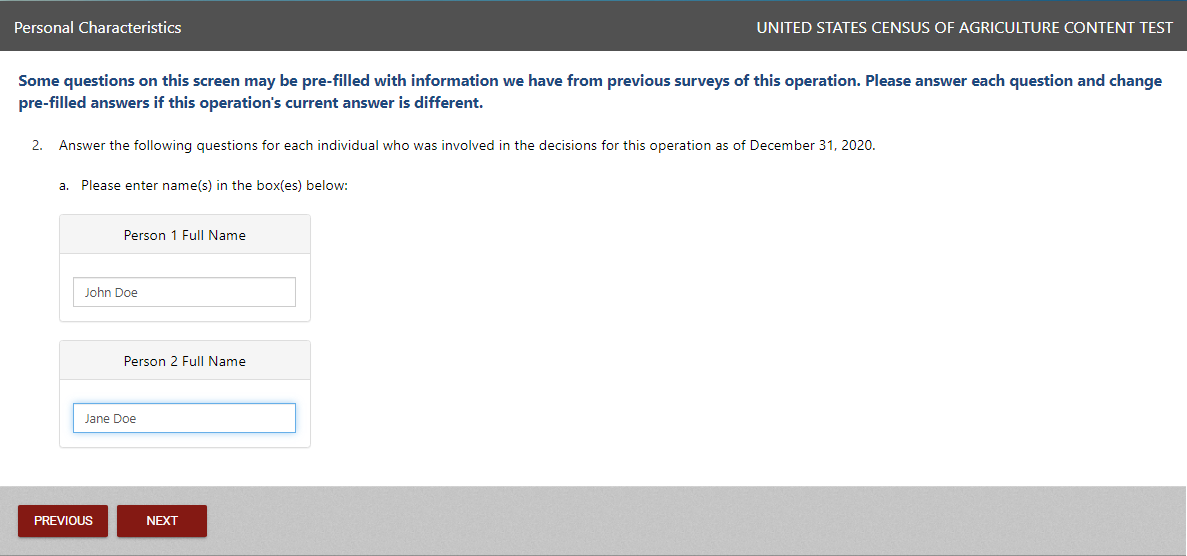 Personal Characteristics
UNITED STATES CENSUS OF AGRICULTURE CONTENT TEST
Some questions on this screen may be pre-filled with information we have from previous surveys of this operation. Please answer each question and change
pre-filled answers if this operation's current answer is different.
2. Answer the following questions for each individual who was involved in the decisions for this operation as of December 31, 2020.
a. Please enter name(s) in the box(es) below:
Person 1 Full Name
John Doe
Person 2 Full Name
Jane Doe
PREVIOUS NEXT